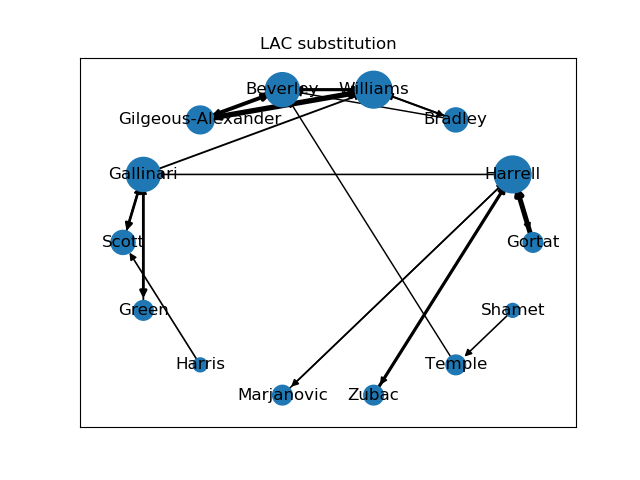 LAC substitution
Beverley
Williams
Gilgeous-Alexander
Bradley
Gallinari
Harrell
Scott
Gortat
Green
Shamet
Harris
Temple
Marjanovic
Zubac